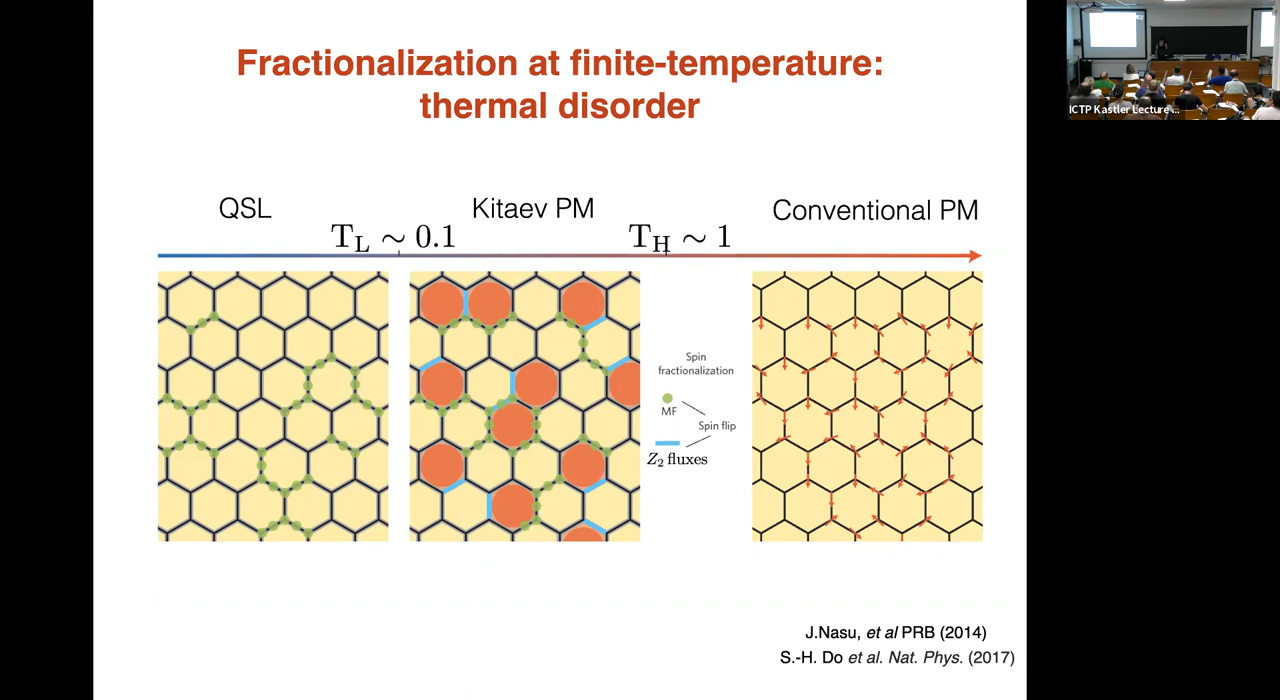 Fractionalization at finite-temperature:
thermal disorder
QSL
Kitaev PM
Conventional PM
T_L ∼ 0.1
T_H ∼ 1
Spin
fractionalization
MF
Spin flip
Z_2 fluxes
J.Nasu, et al PRB (2014)
S.-H. Do et al. Nat. Phys. (2017)
ICTP Kastler Lecture ...